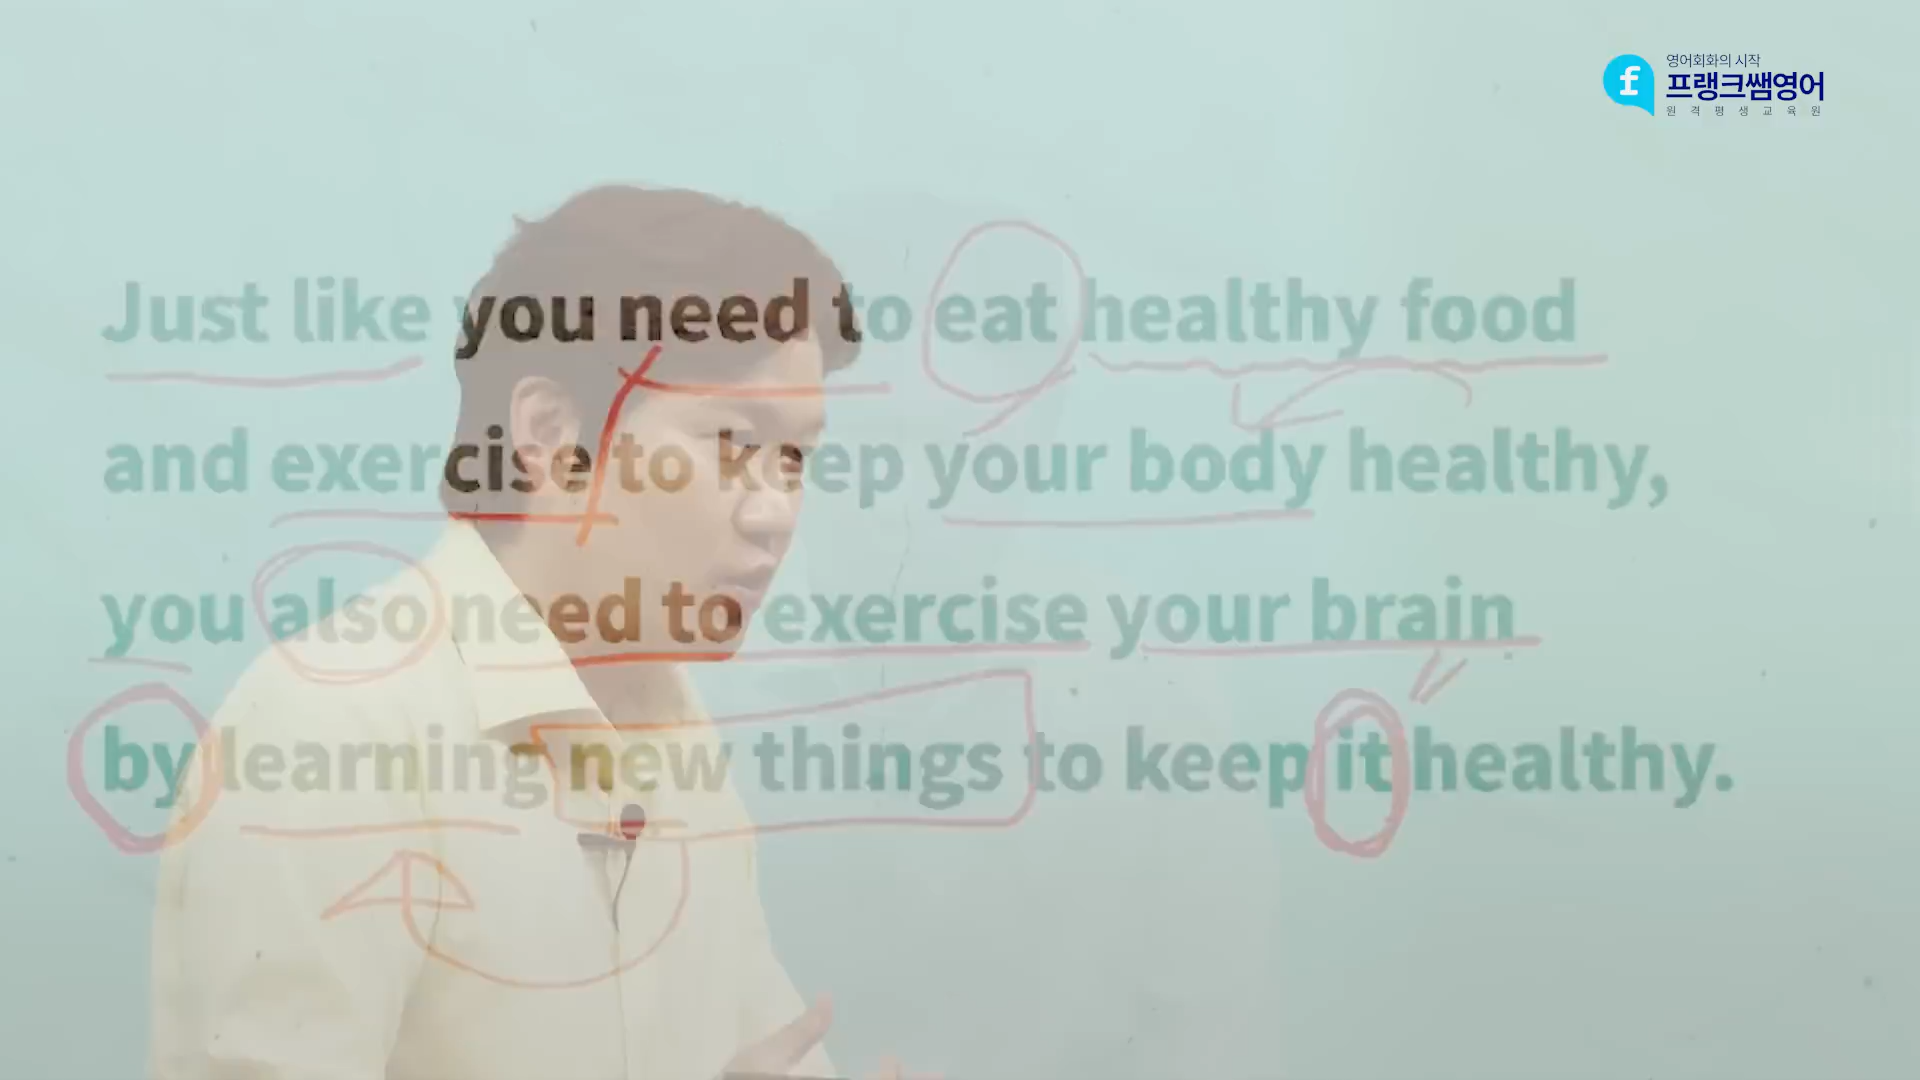 영어회화의 시작
프랭크쌤영어
원격평생교육원
Just like you need to eat healthy food
and exercise to keep your body healthy,
you also need to exercise your brain
by learning new things to keep it healthy.